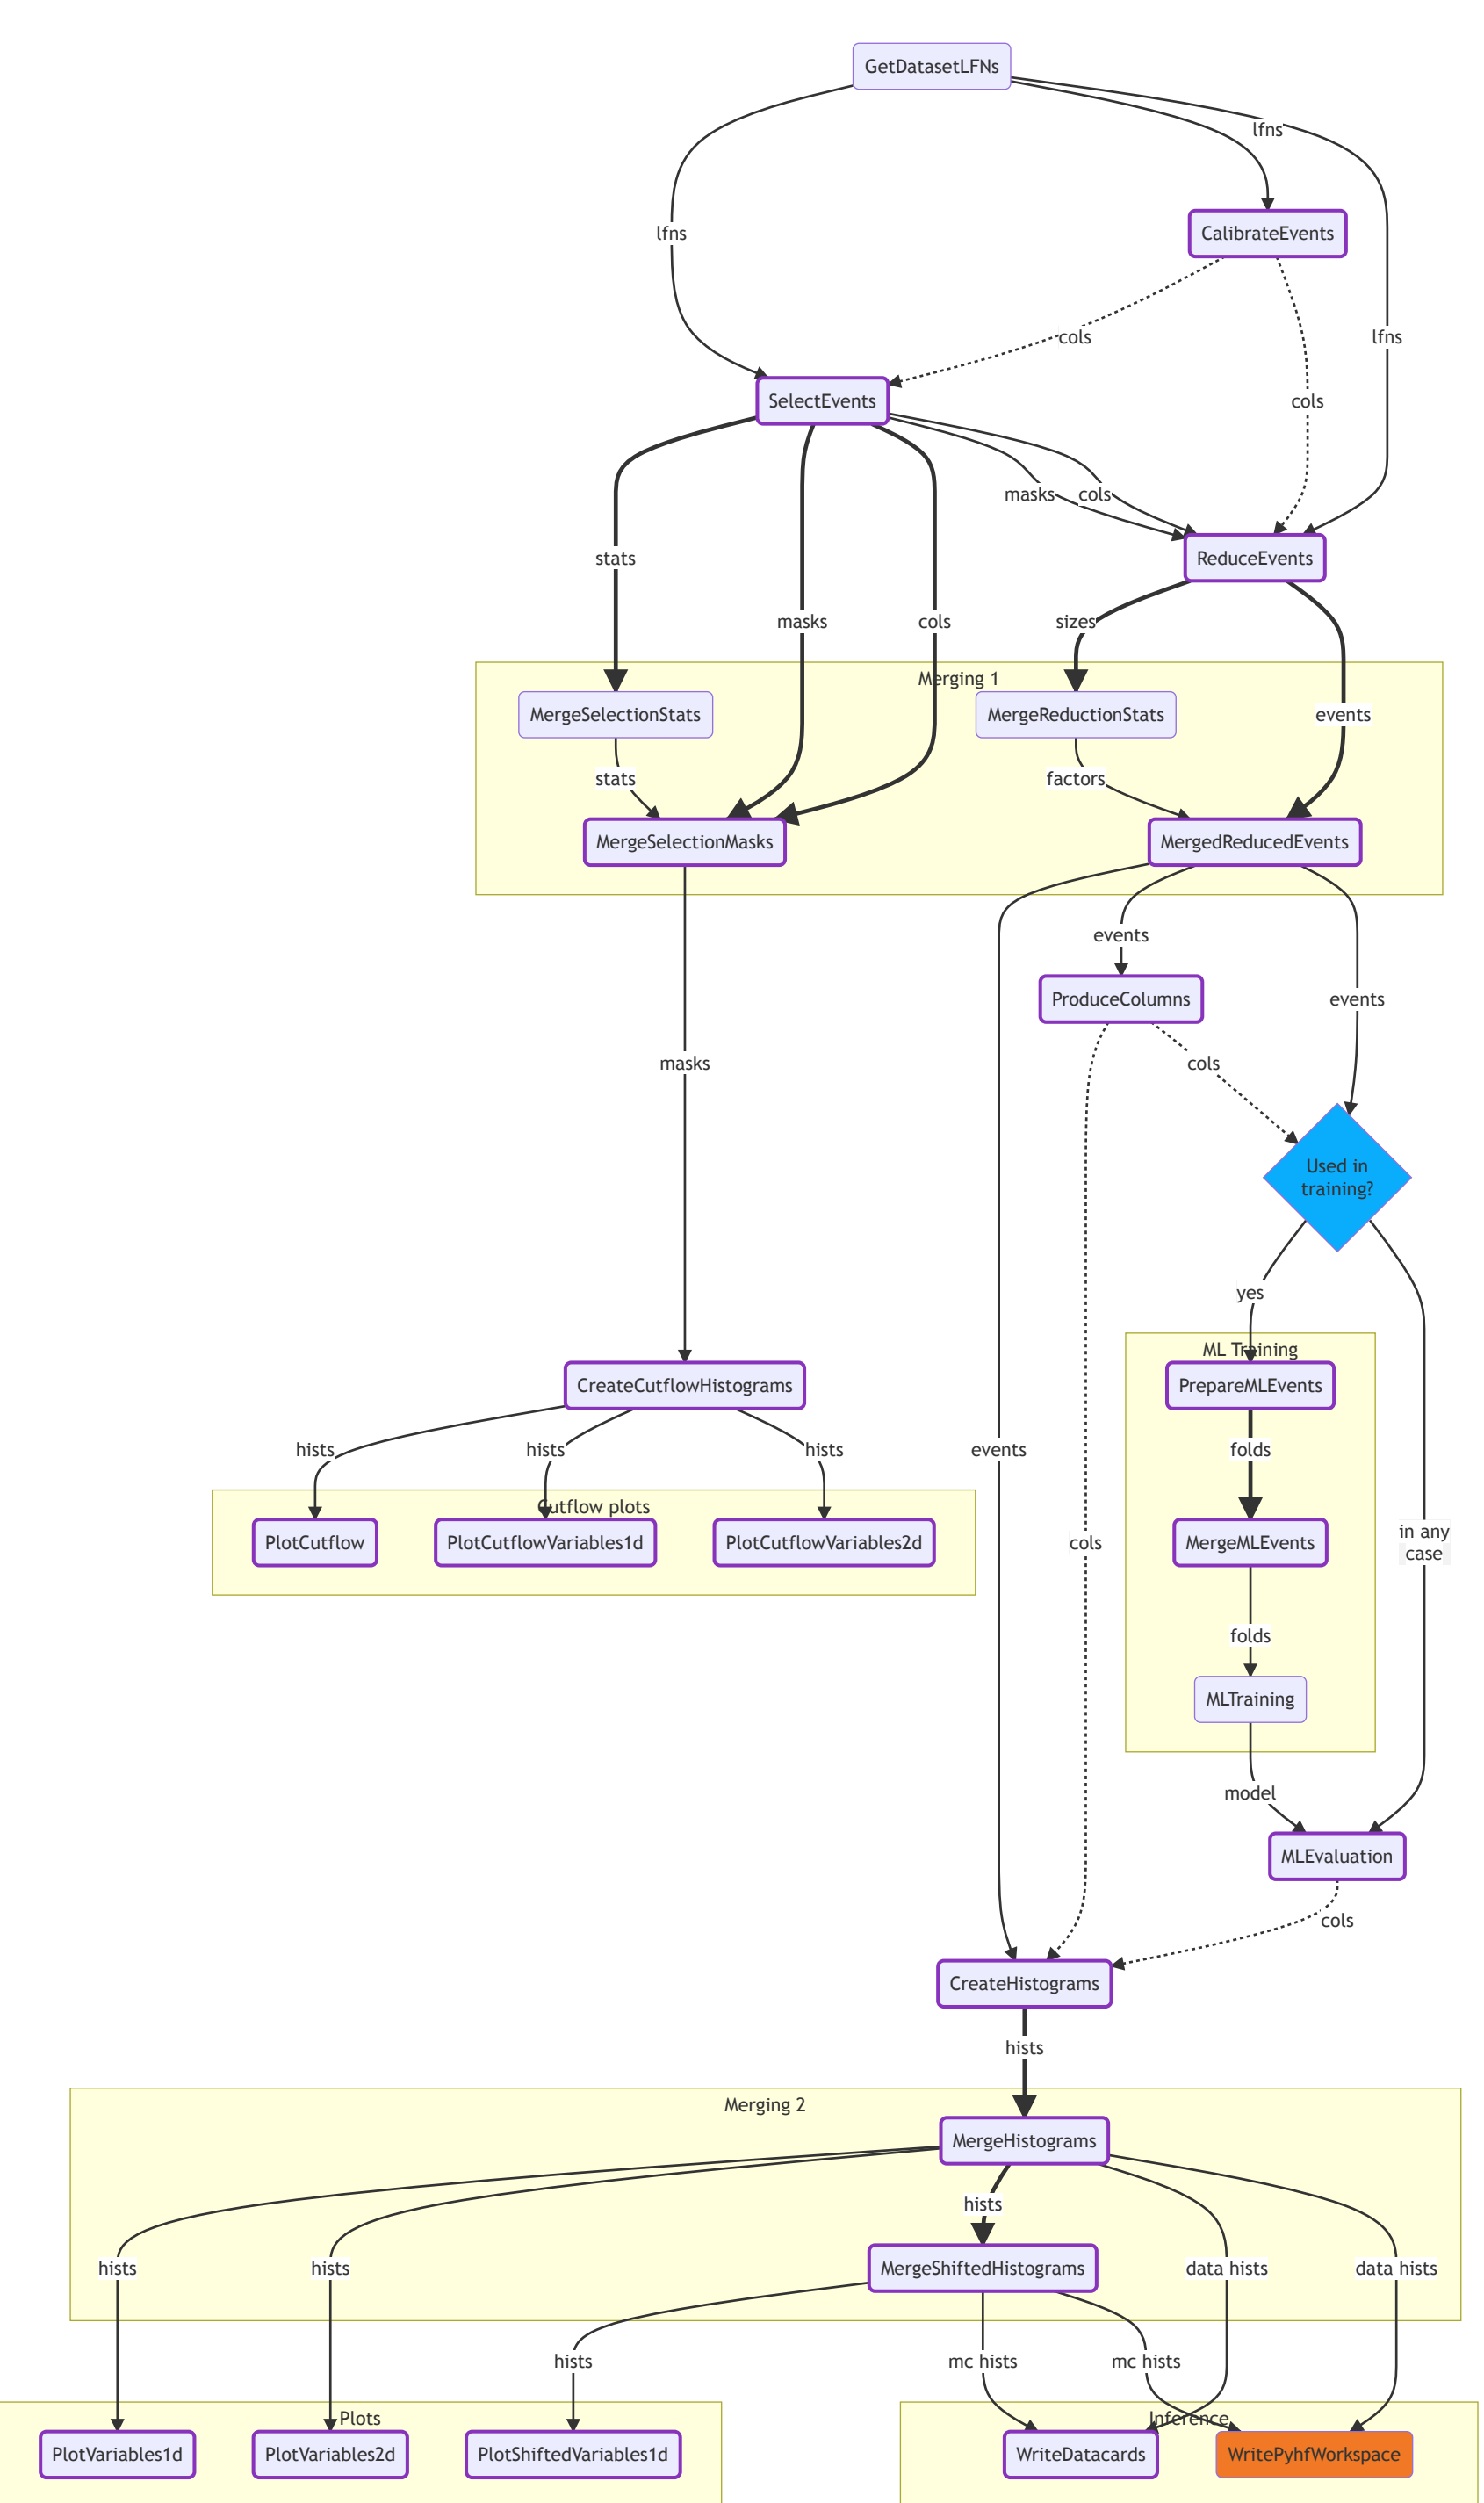 GetDatasetLFNs
lfns
lfns
CalibrateEvents
cols
lfns
cols
SelectEvents
masks
cols
stats
ReduceEvents
masks
cols
sizes
Merging 1
MergeSelectionStats
MergeReductionStats
events
stats
factors
MergeSelectionMasks
MergedReducedEvents
events
ProduceColumns
events
masks
cols
Used in
training?
yes
ML Training
CreateCutflowHistograms
PrepareMLEvents
hists
hists
hists
events
folds
Cutflow plots
PlotCutflow
PlotCutflowVariables1d
PlotCutflowVariables2d
cols
MergeMLEvents
in any
case
folds
MLTraining
model
MLEvaluation
cols
CreateHistograms
hists
Merging 2
MergeHistograms
hists
hists
hists
MergeShiftedHistograms
data hists
data hists
hists
mc hists
mc hists
Plots
Inference
PlotVariables1d
PlotVariables2d
PlotShiftedVariables1d
WriteDatacards
WritePyhfWorkspace